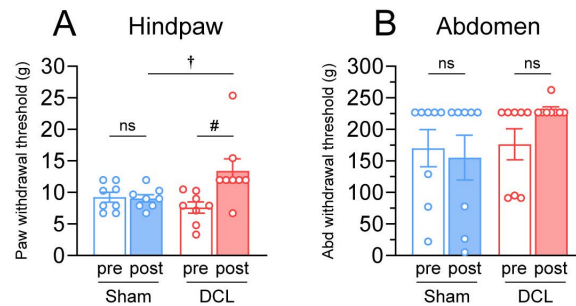 A
Hindpaw
Paw withdrawal threshold (g)
30
25
20
15
10
5
0
ns
#
†
pre
post
pre
post
Sham
DCL
B
Abdomen
Abd withdrawal threshold (g)
300
250
200
150
100
50
0
ns
ns
pre
post
pre
post
Sham
DCL